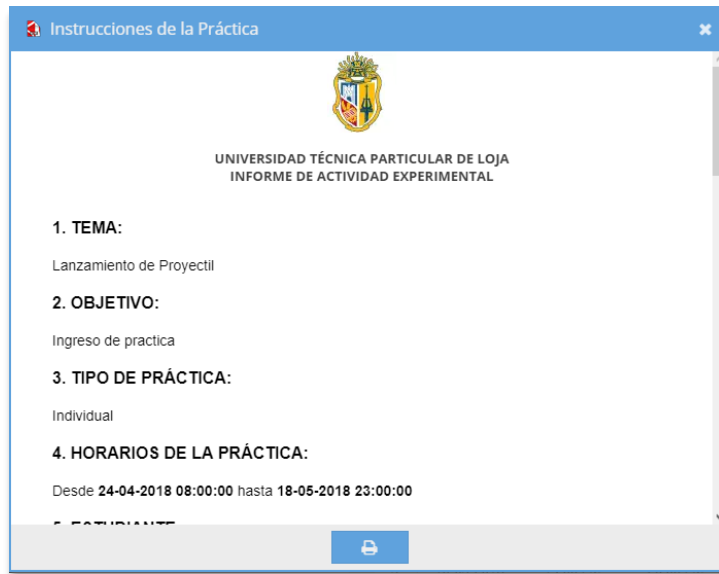 Instrucciones de la Práctica
UNIVERSIDAD TÉCNICA PARTICULAR DE LOJA
INFORME DE ACTIVIDAD EXPERIMENTAL
1. TEMA:
Lanzamiento de Proyectil
2. OBJETIVO:
Ingreso de practica
3. TIPO DE PRÁCTICA:
Individual
4. HORARIOS DE LA PRÁCTICA:
Desde 24-04-2018 08:00:00 hasta 18-05-2018 23:00:00
5. ESTUDIANTE